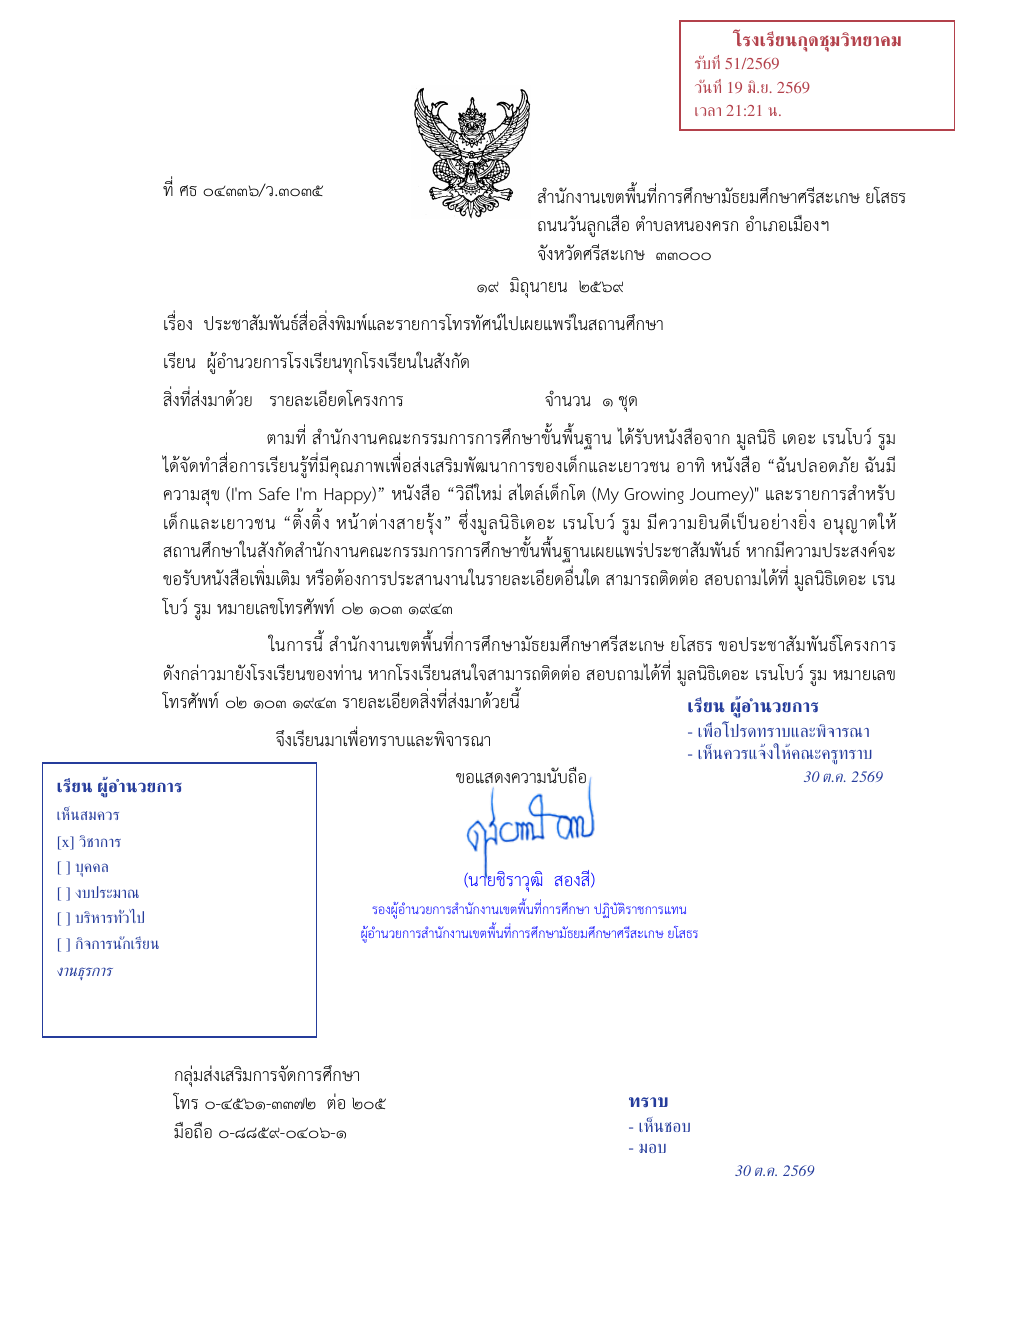 โรงเรียนกุดชุมวิทยาคม
รับที่ 51/2569
วันที่ 19 มิ.ย. 2569
เวลา 21:21 น.
ที่ ศธ ๐๔๓๓๖/ว.๓๐๓๕
สำนักงานเขตพื้นที่การศึกษามัธยมศึกษาศรีสะเกษ ยโสธร
ถนนวันลูกเสือ ตำบลหนองครก อำเภอเมืองฯ
จังหวัดศรีสะเกษ ๓๓๐๐๐
๑๙ มิถุนายน ๒๕๖๙
เรื่อง ประชาสัมพันธ์สื่อสิ่งพิมพ์และรายการโทรทัศน์ไปเผยแพร่ในสถานศึกษา
เรียน ผู้อำนวยการโรงเรียนทุกโรงเรียนในสังกัด
สิ่งที่ส่งมาด้วย รายละเอียดโครงการ จำนวน ๑ ชุด
ตามที่ สำนักงานคณะกรรมการการศึกษาขั้นพื้นฐาน ได้รับหนังสือจาก มูลนิธิ เดอะ เรนโบว์ รูม
ได้จัดทำสื่อการเรียนรู้ที่มีคุณภาพเพื่อส่งเสริมพัฒนาการของเด็กและเยาวชน อาทิ หนังสือ “ฉันปลอดภัย ฉันมี
ความสุข (I'm Safe I'm Happy)” หนังสือ “วิถีใหม่ สไตล์เด็กโต (My Growing Joumey)" และรายการสำหรับ
เด็กและเยาวชน “ติ้งติ้ง หน้าต่างสายรุ้ง” ซึ่งมูลนิธิเดอะ เรนโบว์ รูม มีความยินดีเป็นอย่างยิ่ง อนุญาตให้
สถานศึกษาในสังกัดสำนักงานคณะกรรมการการศึกษาขั้นพื้นฐานเผยแพร่ประชาสัมพันธ์ หากมีความประสงค์จะ
ขอรับหนังสือเพิ่มเติม หรือต้องการประสานงานในรายละเอียดอื่นใด สามารถติดต่อ สอบถามได้ที่ มูลนิธิเดอะ เรน
โบว์ รูม หมายเลขโทรศัพท์ ๐๒ ๑๐๓ ๑๙๔๓
ในการนี้ สำนักงานเขตพื้นที่การศึกษามัธยมศึกษาศรีสะเกษ ยโสธร ขอประชาสัมพันธ์โครงการ
ดังกล่าวมายังโรงเรียนของท่าน หากโรงเรียนสนใจสามารถติดต่อ สอบถามได้ที่ มูลนิธิเดอะ เรนโบว์ รูม หมายเลข
โทรศัพท์ ๐๒ ๑๐๓ ๑๙๔๓ รายละเอียดสิ่งที่ส่งมาด้วยนี้
จึงเรียนมาเพื่อทราบและพิจารณา
เรียน ผู้อำนวยการ
- เพื่อโปรดทราบและพิจารณา
- เห็นควรแจ้งให้คณะครูทราบ
30 ต.ค. 2569
ขอแสดงความนับถือ
(นายชิราวุฒิ สองสี)
รองผู้อำนวยการสำนักงานเขตพื้นที่การศึกษา ปฏิบัติราชการแทน
ผู้อำนวยการสำนักงานเขตพื้นที่การศึกษามัธยมศึกษาศรีสะเกษ ยโสธร
เรียน ผู้อำนวยการ
เห็นสมควร
[x] วิชาการ
[ ] บุคคล
[ ] งบประมาณ
[ ] บริหารทั่วไป
[ ] กิจการนักเรียน
งานธุรการ
กลุ่มส่งเสริมการจัดการศึกษา
โทร ๐-๔๕๖๑-๓๓๗๒ ต่อ ๒๐๕
มือถือ ๐-๘๘๕๙-๐๔๐๖-๑
ทราบ
- เห็นชอบ
- มอบ
30 ต.ค. 2569